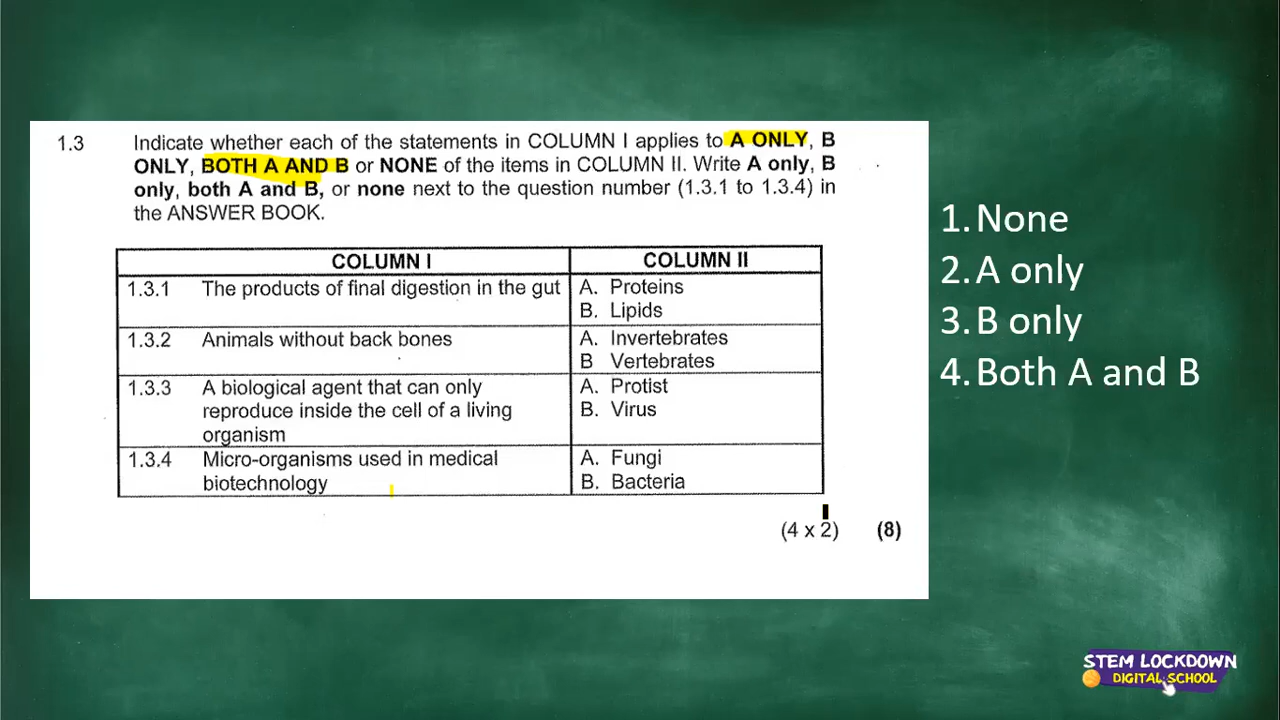 1.3 Indicate whether each of the statements in COLUMN I applies to A ONLY, B
ONLY, BOTH A AND B or NONE of the items in COLUMN II. Write A only, B
only, both A and B, or none next to the question number (1.3.1 to 1.3.4) in
the ANSWER BOOK.
COLUMN I COLUMN II
1.3.1 The products of final digestion in the gut A. Proteins
B. Lipids
1.3.2 Animals without back bones A. Invertebrates
B Vertebrates
1.3.3 A biological agent that can only A. Protist
reproduce inside the cell of a living B. Virus
organism
1.3.4 Micro-organisms used in medical A. Fungi
biotechnology B. Bacteria
(4 x 2) (8)
1. None
2. A only
3. B only
4. Both A and B
STEM LOCKDOWN
DIGITAL SCHOOL